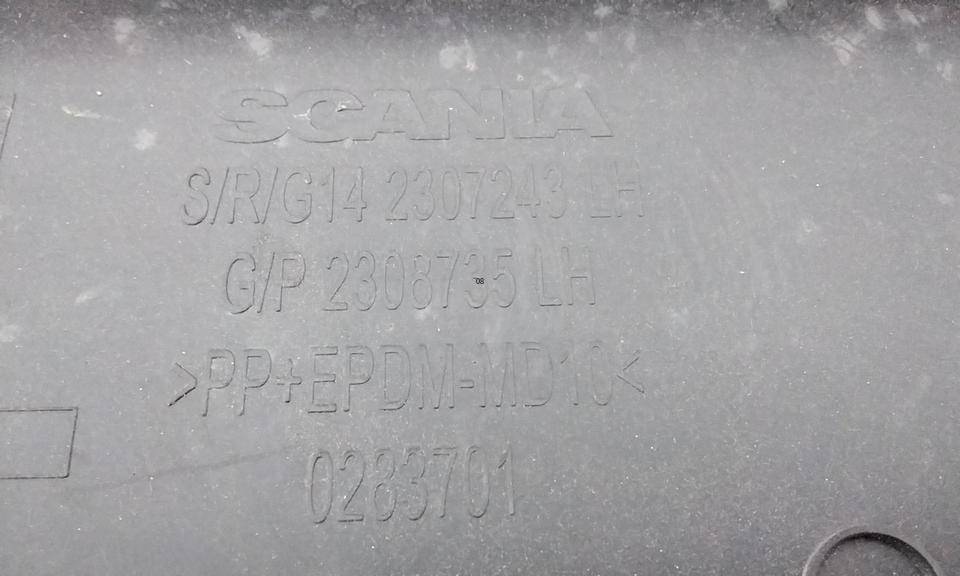 SCANIA
S/R/G14 2307243 LH
G/P 2308735 LH
>PP+EPDM-MD10<
0283701